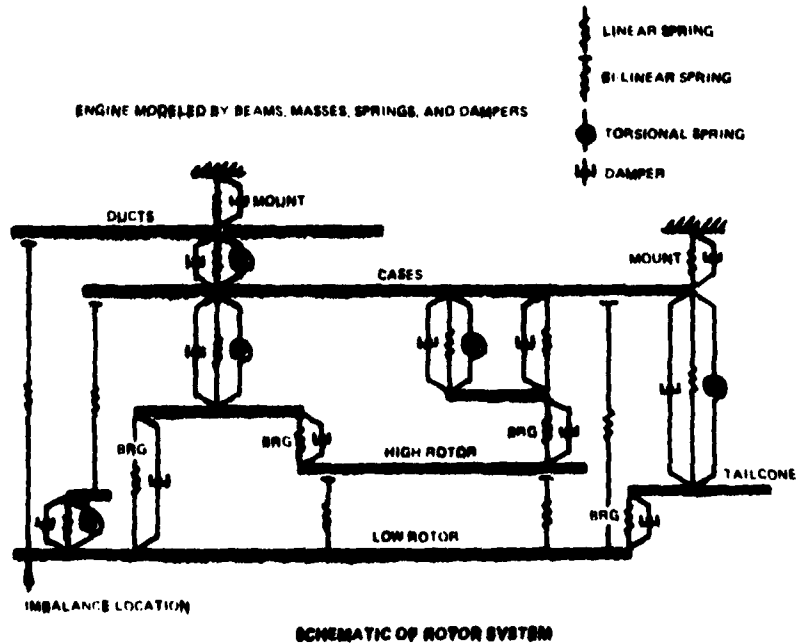 LINEAR SPRING
BI-LINEAR SPRING
ENGINE MODELED BY BEAMS, MASSES, SPRINGS, AND DAMPERS
TORSIONAL SPRING
DAMPER
MOUNT
DUCTS
MOUNT
CASES
BRG
BRG
BRG
HIGH ROTOR
TAILCONE
BRG
LOW ROTOR
IMBALANCE LOCATION
SCHEMATIC OF ROTOR SYSTEM